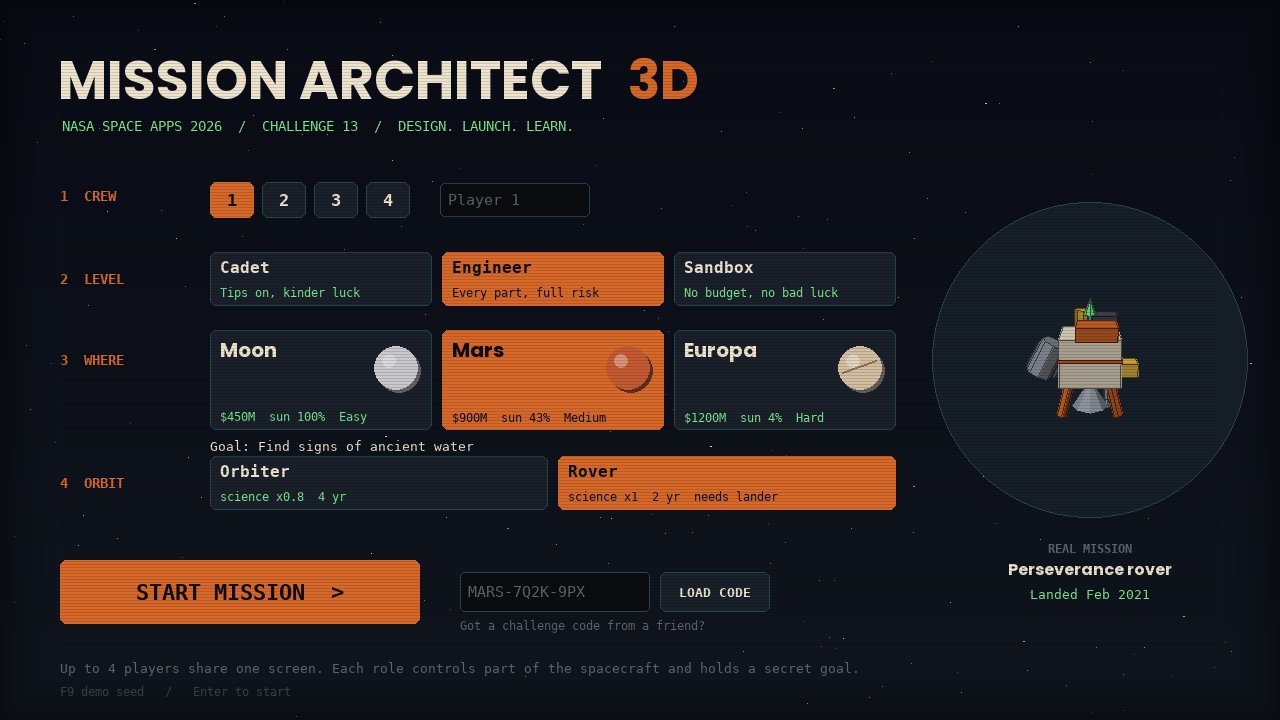 MISSION ARCHITECT 3D
NASA SPACE APPS 2026 / CHALLENGE 13 / DESIGN. LAUNCH. LEARN.
1 CREW
1 2 3 4
Player 1
2 LEVEL
Cadet
Tips on, kinder luck
Engineer
Every part, full risk
Sandbox
No budget, no bad luck
3 WHERE
Moon
$450M sun 100% Easy
Mars
$900M sun 43% Medium
Europa
$1200M sun 4% Hard
Goal: Find signs of ancient water
4 ORBIT
Orbiter
science x0.8 4 yr
Rover
science x1 2 yr needs lander
REAL MISSION
Perseverance rover
Landed Feb 2021
START MISSION >
MARS-7Q2K-9PX
LOAD CODE
Got a challenge code from a friend?
Up to 4 players share one screen. Each role controls part of the spacecraft and holds a secret goal.
F9 demo seed / Enter to start